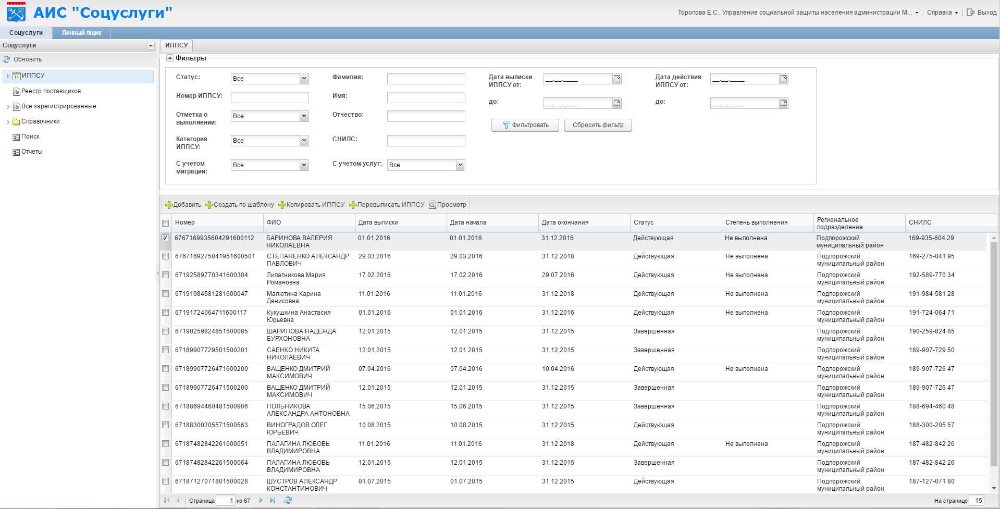 АИС "Соцуслуги"
Торопова Е.С., Управление социальной защиты населения администрации М...
Справка
Выход
Соцуслуги
Личный ящик
Соцуслуги
Обновить
14
ИППСУ
Реестр поставщиков
Все зарегистрированные
Справочники
Поиск
Отчеты
ИППСУ
Фильтры
Статус: Все
Фамилия:
Дата выписки ИППСУ от: __.__.____
Дата действия ИППСУ от: __.__.____
Номер ИППСУ:
Имя:
до: __.__.____
до: __.__.____
Отметка о выполнении: Все
Отчество:
Фильтровать
Сбросить фильтр
Категория ИППСУ: Все
СНИЛС:
С учетом миграции: Все
С учетом услуг: Все
Добавить Создать по шаблону Копировать ИППСУ Перевыписать ИППСУ Просмотр
Номер ФИО Дата выписки Дата начала Дата окончания Статус Степень выполнения Региональное подразделение СНИЛС
6767169935604291600112 БАРИНОВА ВАЛЕРИЯ НИКОЛАЕВНА 01.01.2016 01.01.2016 31.12.2016 Действующая Не выполнена Подпорожский муниципальный район 169-935-604 29
6767169275041951600501 СТЕПАНЕНКО АЛЕКСАНДР ПАВЛОВИЧ 29.03.2016 29.03.2016 31.12.2018 Действующая Не выполнена Подпорожский муниципальный район 169-275-041 95
67192589770341600304 Липатникова Мария Романовна 17.02.2016 17.02.2016 29.07.2016 Действующая Не выполнена Подпорожский муниципальный район 192-589-770 34
67191984581281600047 Малютина Карина Денисовна 11.01.2016 11.01.2016 31.12.2018 Действующая Не выполнена Подпорожский муниципальный район 191-984-581 28
67191724064711600117 Кукушкина Анастасия Юрьевна 01.01.2016 01.01.2016 31.12.2016 Действующая Не выполнена Подпорожский муниципальный район 191-724-064 71
67190259824851500085 ШАРИПОВА НАДЕЖДА БУРХОНОВНА 12.01.2015 12.01.2015 31.12.2015 Завершенная Подпорожский муниципальный район 190-259-824 85
67189907729501500201 САЕНКО НИКИТА НИКОЛАЕВИЧ 12.01.2015 12.01.2015 31.12.2015 Завершенная Подпорожский муниципальный район 189-907-729 50
67189907726471600200 ВАЩЕНКО ДМИТРИЙ МАКСИМОВИЧ 07.04.2016 07.04.2016 10.04.2016 Действующая Не выполнена Подпорожский муниципальный район 189-907-726 47
67189907726471500200 ВАЩЕНКО ДМИТРИЙ МАКСИМОВИЧ 12.01.2015 12.01.2015 31.12.2015 Завершенная Подпорожский муниципальный район 189-907-726 47
67188694460481500906 ПОЛЬНИКОВА АЛЕКСАНДРА АНТОНОВНА 15.06.2015 15.06.2015 31.12.2015 Завершенная Подпорожский муниципальный район 188-694-460 48
67188300205571500563 ВИНОГРАДОВ ОЛЕГ ЮРЬЕВИЧ 10.08.2015 10.08.2015 31.12.2015 Действующая Подпорожский муниципальный район 188-300-205 57
67187482842261600051 ПАЛАГИНА ЛЮБОВЬ ВЛАДИМИРОВНА 11.01.2016 11.01.2016 31.12.2018 Действующая Не выполнена Подпорожский муниципальный район 187-482-842 26
67187482842261500064 ПАЛАГИНА ЛЮБОВЬ ВЛАДИМИРОВНА 12.01.2015 12.01.2015 31.12.2015 Завершенная Подпорожский муниципальный район 187-482-842 26
67187127071801500028 ШУСТРОВ АЛЕКСАНДР КОНСТАНТИНОВИЧ 01.07.2015 01.07.2015 31.12.2015 Действующая Подпорожский муниципальный район 187-127-071 80
Страница 1 из 67
На странице 15